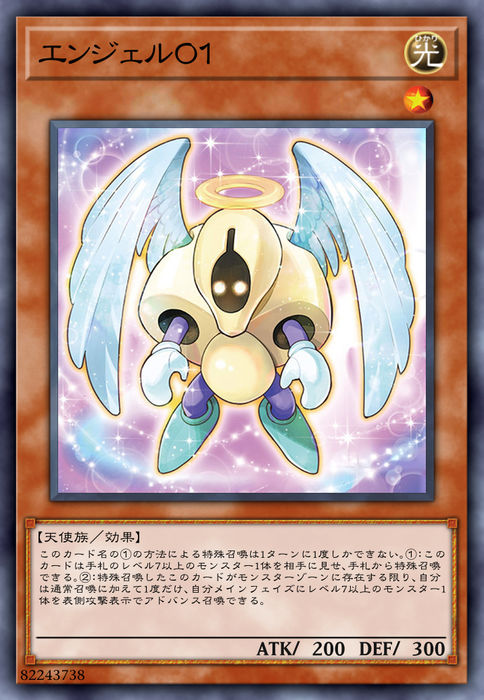 エンジェルO1
ひかり
光
【天使族／効果】
このカード名の①の方法による特殊召喚は1ターンに1度しかできない。①：この
カードは手札のレベル7以上のモンスター1体を相手に見せ、手札から特殊召喚
できる。②：特殊召喚したこのカードがモンスターゾーンに存在する限り、自分
は通常召喚に加えて1度だけ、自分メインフェイズにレベル7以上のモンスター1
体を表側攻撃表示でアドバンス召喚できる。
ATK/ 200 DEF/ 300
82243738